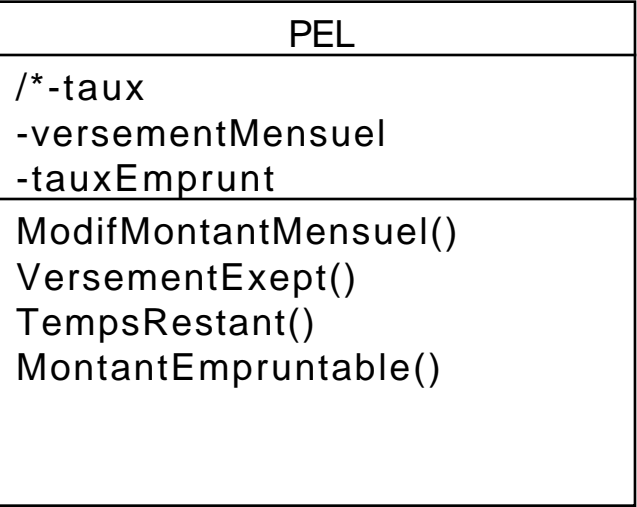 PEL
/*-taux
-versementMensuel
-tauxEmprunt
ModifMontantMensuel()
VersementExept()
TempsRestant()
MontantEmpruntable()